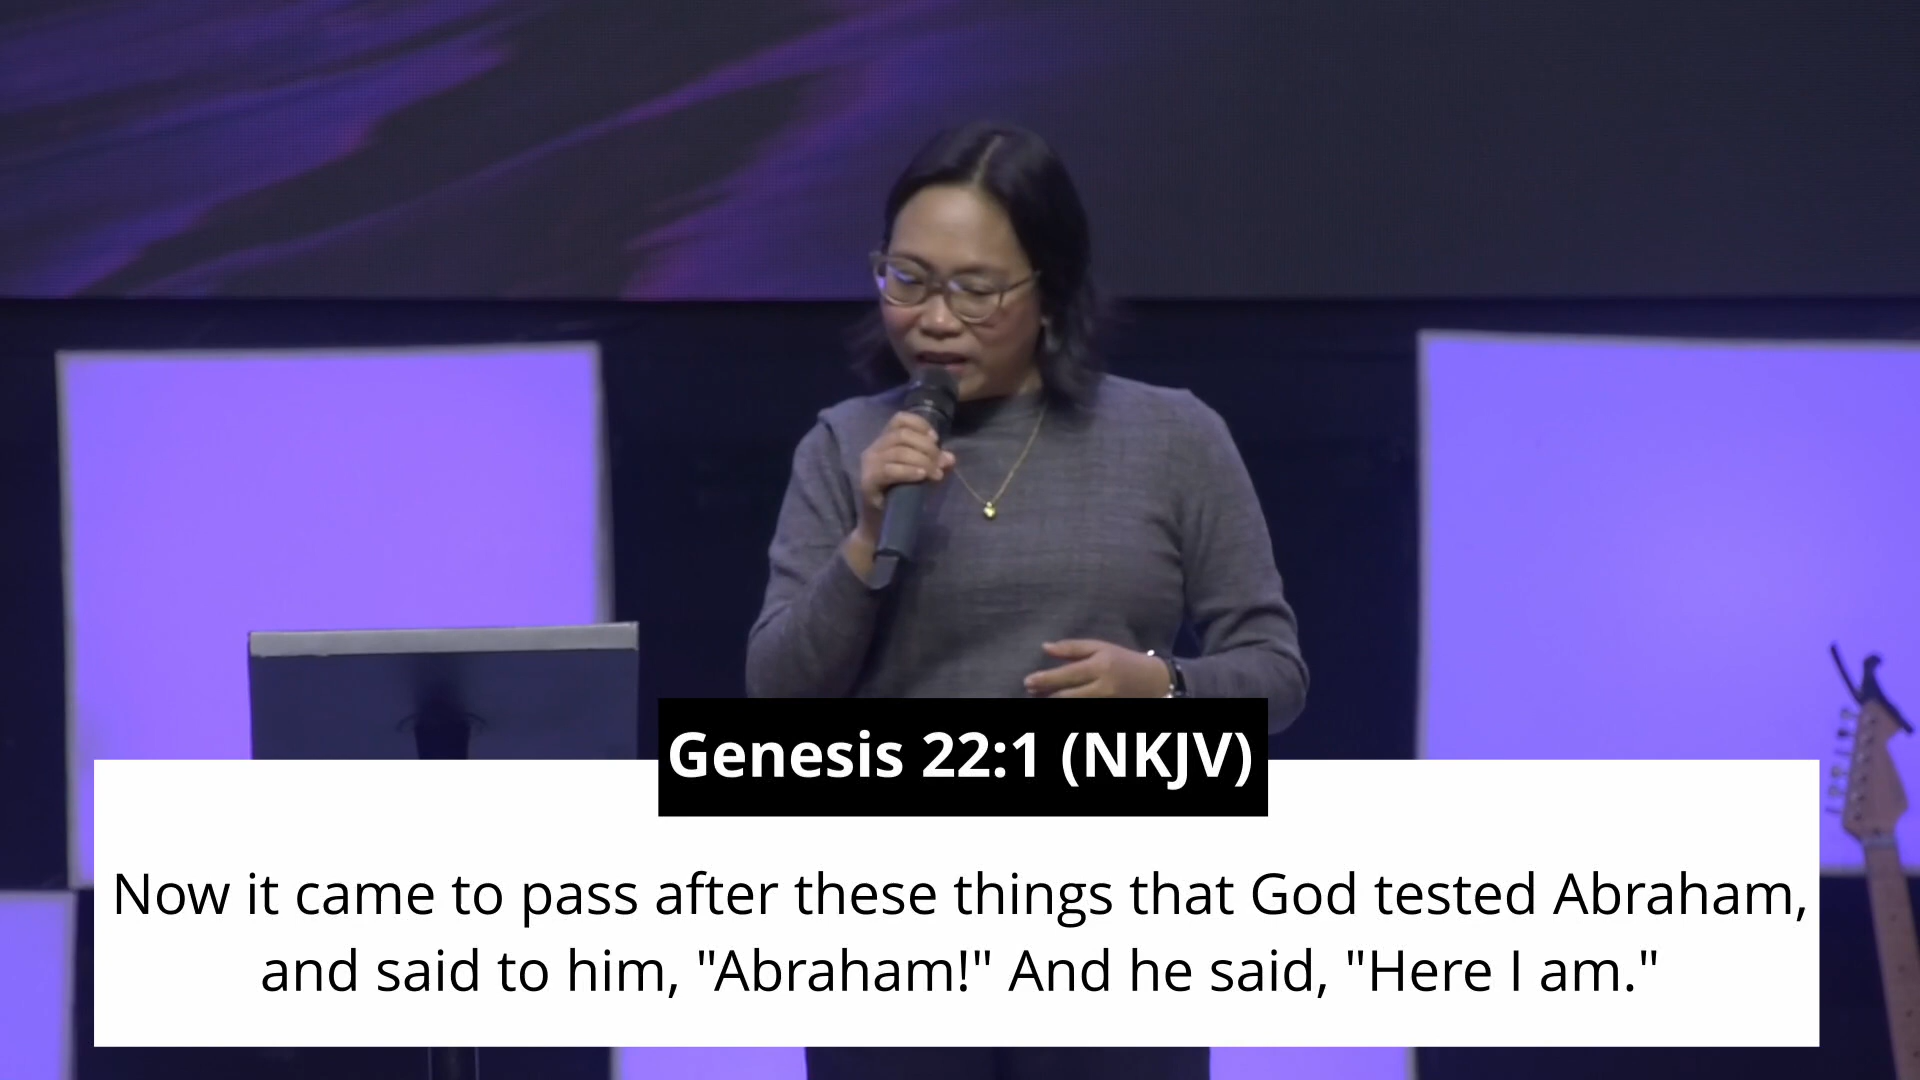 Genesis 22:1 (NKJV)
Now it came to pass after these things that God tested Abraham,
and said to him, "Abraham!" And he said, "Here I am."